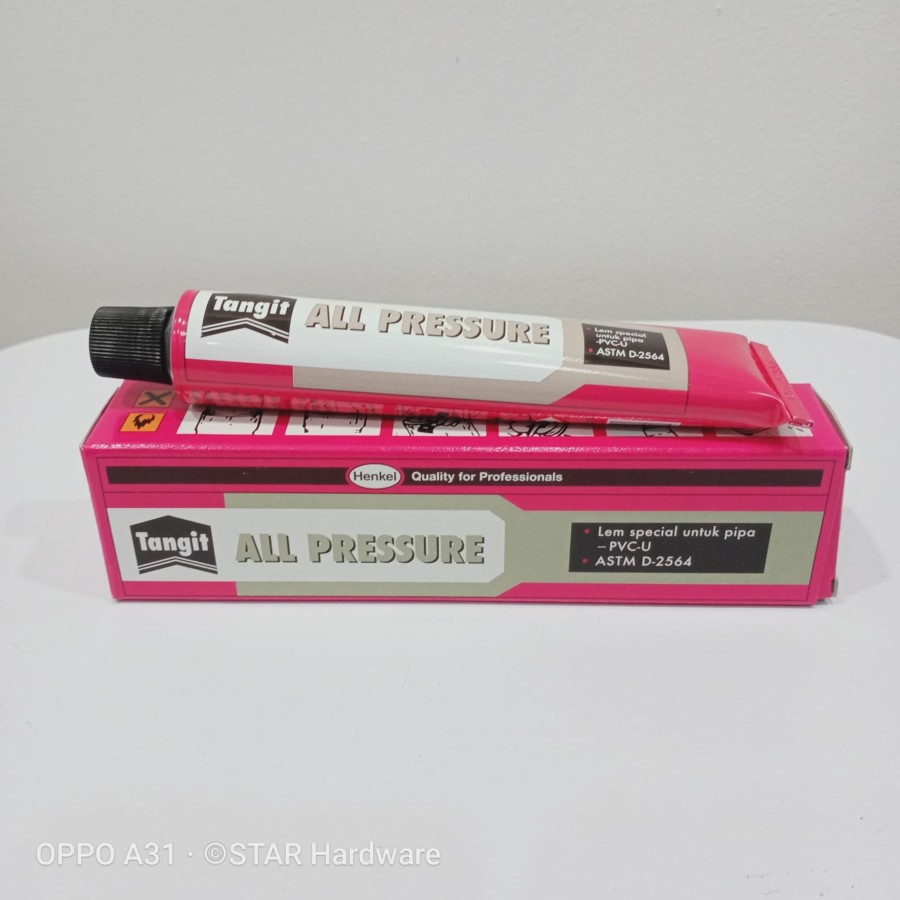 Tangit
ALL PRESSURE
• Lem special
untuk pipa
-PVC-U
• ASTM D-2564
Henkel Quality for Professionals
Tangit
ALL PRESSURE
• Lem special untuk pipa
– PVC-U
• ASTM D-2564
OPPO A31 · ©STAR Hardware